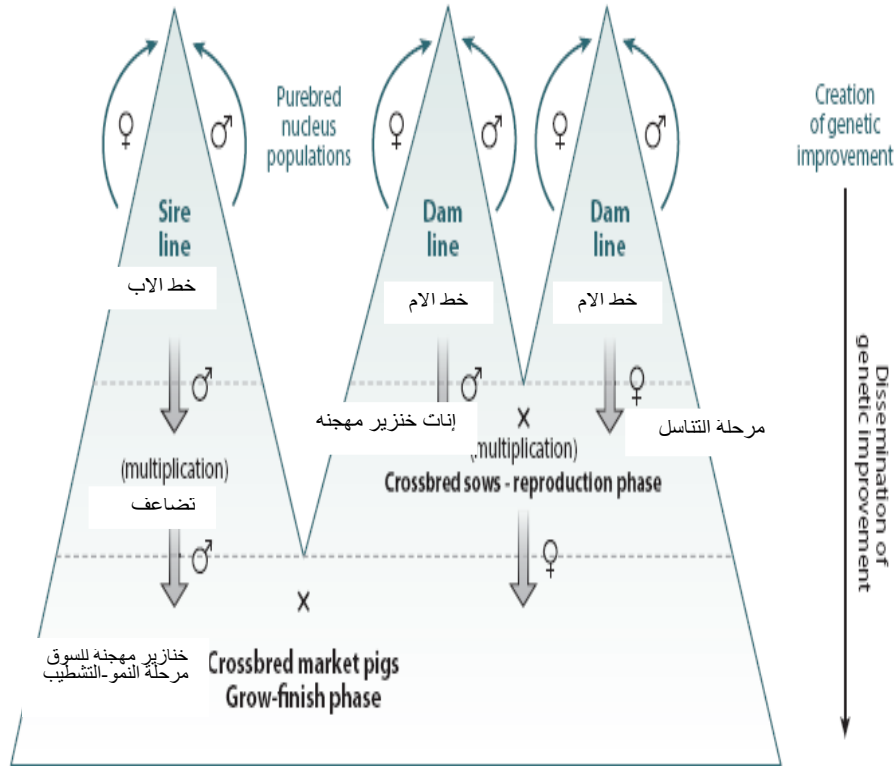 Purebred
nucleus
populations
Creation
of genetic
improvement
♀ ♂
♀ ♂
♀ ♂
Sire
line
Dam
line
Dam
line
خط الاب
خط الام
خط الام
♂
♂
♀
إناث خنزير مهجنه
×
مرحلة التناسل
(multiplication)
(multiplication)
Crossbred sows - reproduction phase
تضاعف
♂
♀
×
خنازير مهجنة للسوق
مرحلة النمو-التشطيب
Crossbred market pigs
Grow-finish phase
Dissemination of
genetic improvement